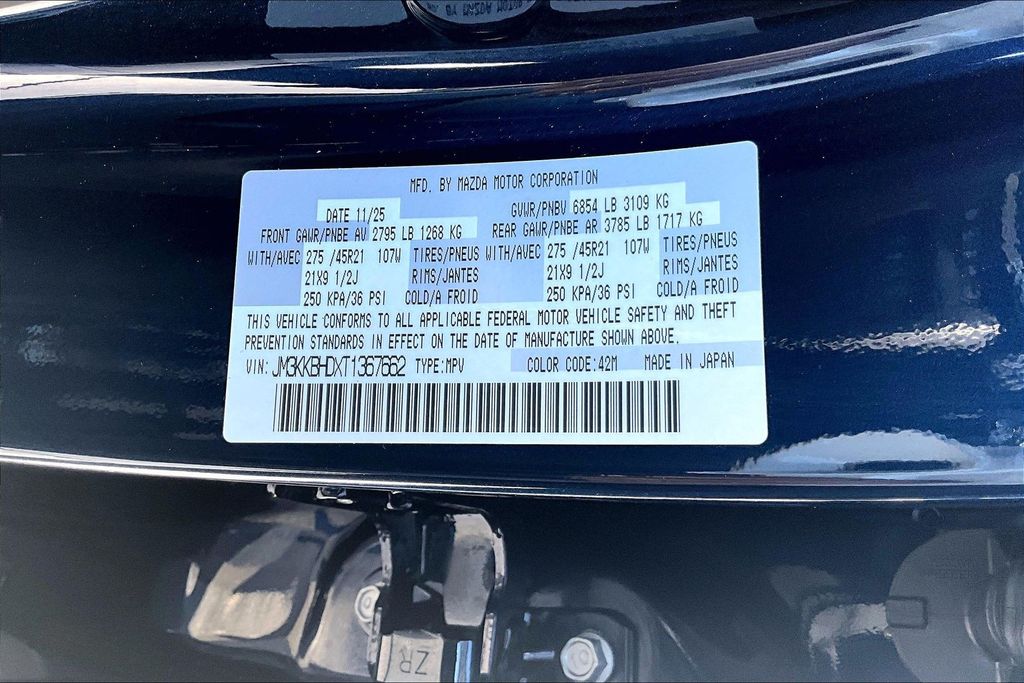 MFD. BY MAZDA MOTOR CORPORATION
DATE 11/25 GVWR/PNBV 6854 LB 3109 KG
FRONT GAWR/PNBE AV 2795 LB 1268 KG REAR GAWR/PNBE AR 3785 LB 1717 KG
WITH/AVEC 275 /45R21 107W TIRES/PNEUS WITH/AVEC 275 /45R21 107W TIRES/PNEUS
21X9 1/2J RIMS/JANTES 21X9 1/2J RIMS/JANTES
250 KPA/36 PSI COLD/A FROID 250 KPA/36 PSI COLD/A FROID
THIS VEHICLE CONFORMS TO ALL APPLICABLE FEDERAL MOTOR VEHICLE SAFETY AND THEFT
PREVENTION STANDARDS IN EFFECT ON THE DATE OF MANUFACTURE SHOWN ABOVE.
VIN: JM3KKBHDXT1367662 TYPE:MPV COLOR CODE:42M MADE IN JAPAN
ZR